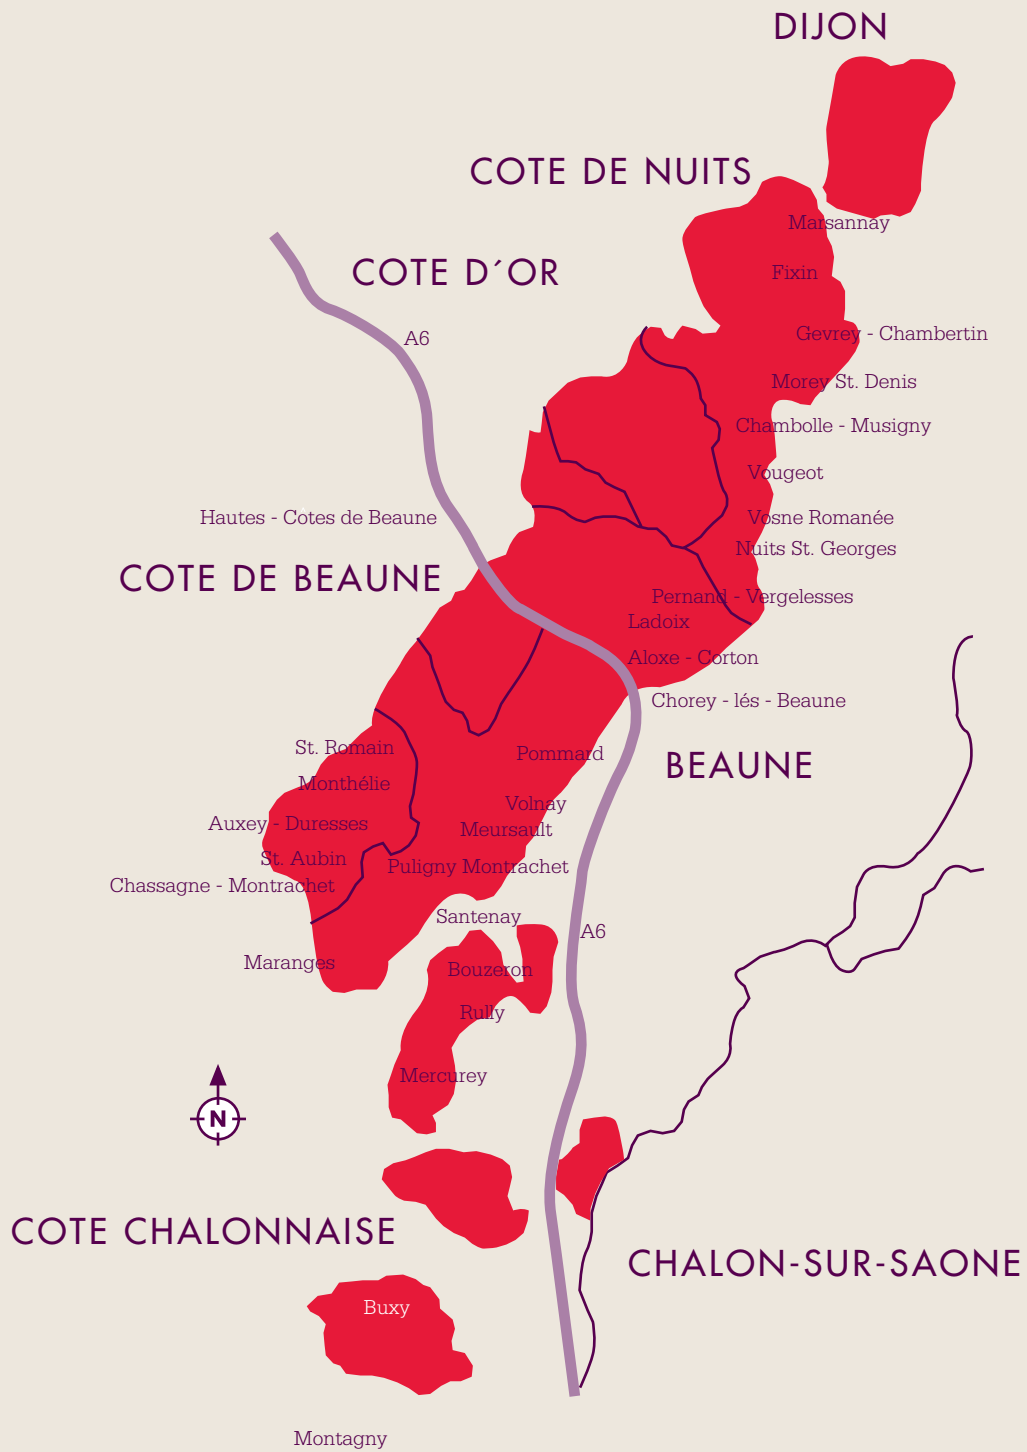 DIJON
COTE DE NUITS
Marsannay
COTE D´OR
Fixin
Gevrey - Chambertin
A6
Morey St. Denis
Chambolle - Musigny
Vougeot
Hautes - Côtes de Beaune
Vosne Romanée
Nuits St. Georges
COTE DE BEAUNE
Pernand - Vergelesses
Ladoix
Aloxe - Corton
Chorey - lés - Beaune
St. Romain
Pommard
BEAUNE
Monthélie
Volnay
Auxey - Duresses
Meursault
St. Aubin
Puligny Montrachet
Chassagne - Montrachet
Santenay
A6
Maranges
Bouzeron
Rully
Mercurey
N
COTE CHALONNAISE
CHALON-SUR-SAONE
Buxy
Montagny